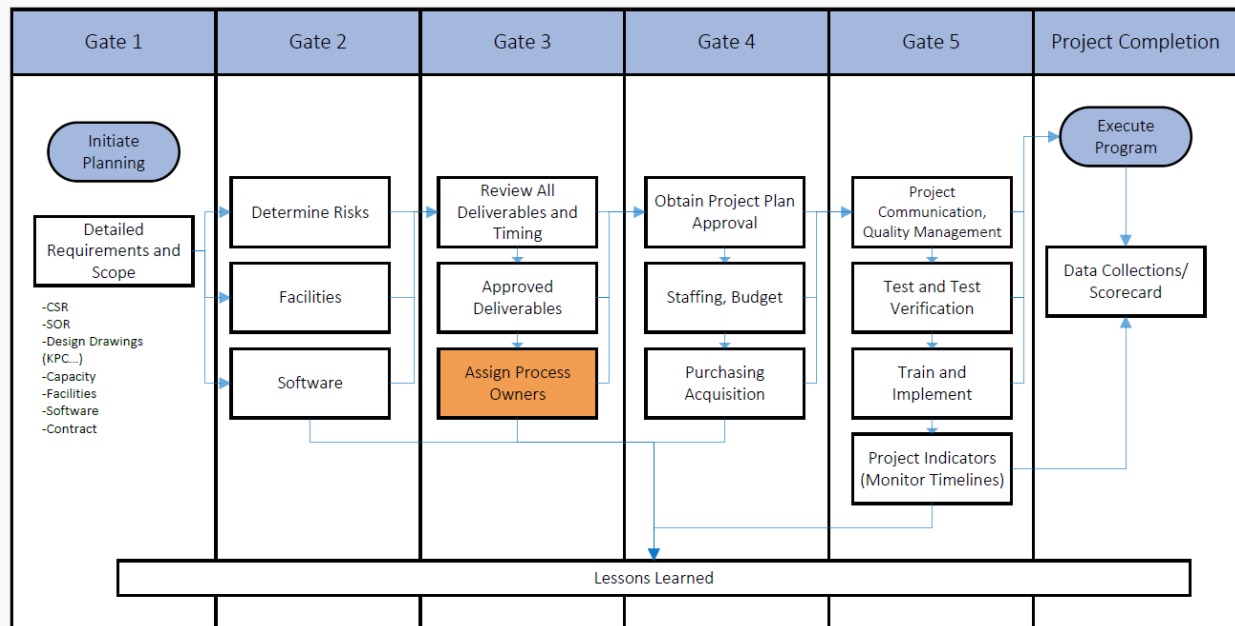 Gate 1
Gate 2
Gate 3
Gate 4
Gate 5
Project Completion
Initiate
Planning
Detailed
Requirements and
Scope
-CSR
-SOR
-Design Drawings
(KPC...)
-Capacity
-Facilities
-Software
-Contract
Determine Risks
Facilities
Software
Review All
Deliverables and
Timing
Approved
Deliverables
Assign Process
Owners
Obtain Project Plan
Approval
Staffing, Budget
Purchasing
Acquisition
Project
Communication,
Quality Management
Test and Test
Verification
Train and
Implement
Project Indicators
(Monitor Timelines)
Execute
Program
Data Collections/
Scorecard
Lessons Learned